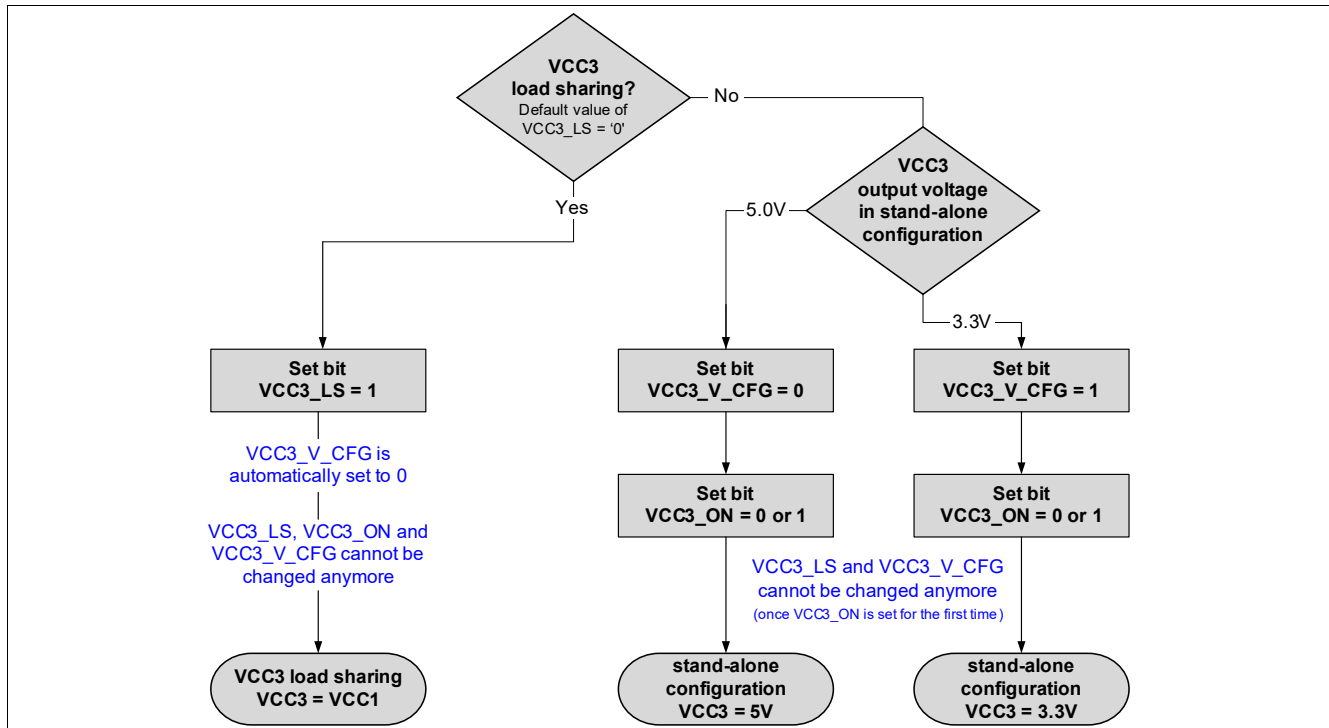 VCC3
load sharing?
Default value of
VCC3_LS = ‘0'
No
Yes
VCC3
output voltage
in stand-alone
configuration
5.0V
3.3V
Set bit
VCC3_LS = 1
VCC3_V_CFG is
automatically set to 0
VCC3_LS, VCC3_ON and
VCC3_V_CFG cannot be
changed anymore
VCC3 load sharing
VCC3 = VCC1
Set bit
VCC3_V_CFG = 0
Set bit
VCC3_ON = 0 or 1
Set bit
VCC3_V_CFG = 1
Set bit
VCC3_ON = 0 or 1
VCC3_LS and VCC3_V_CFG
cannot be changed anymore
(once VCC3_ON is set for the first time)
stand-alone
configuration
VCC3 = 5V
stand-alone
configuration
VCC3 = 3.3V